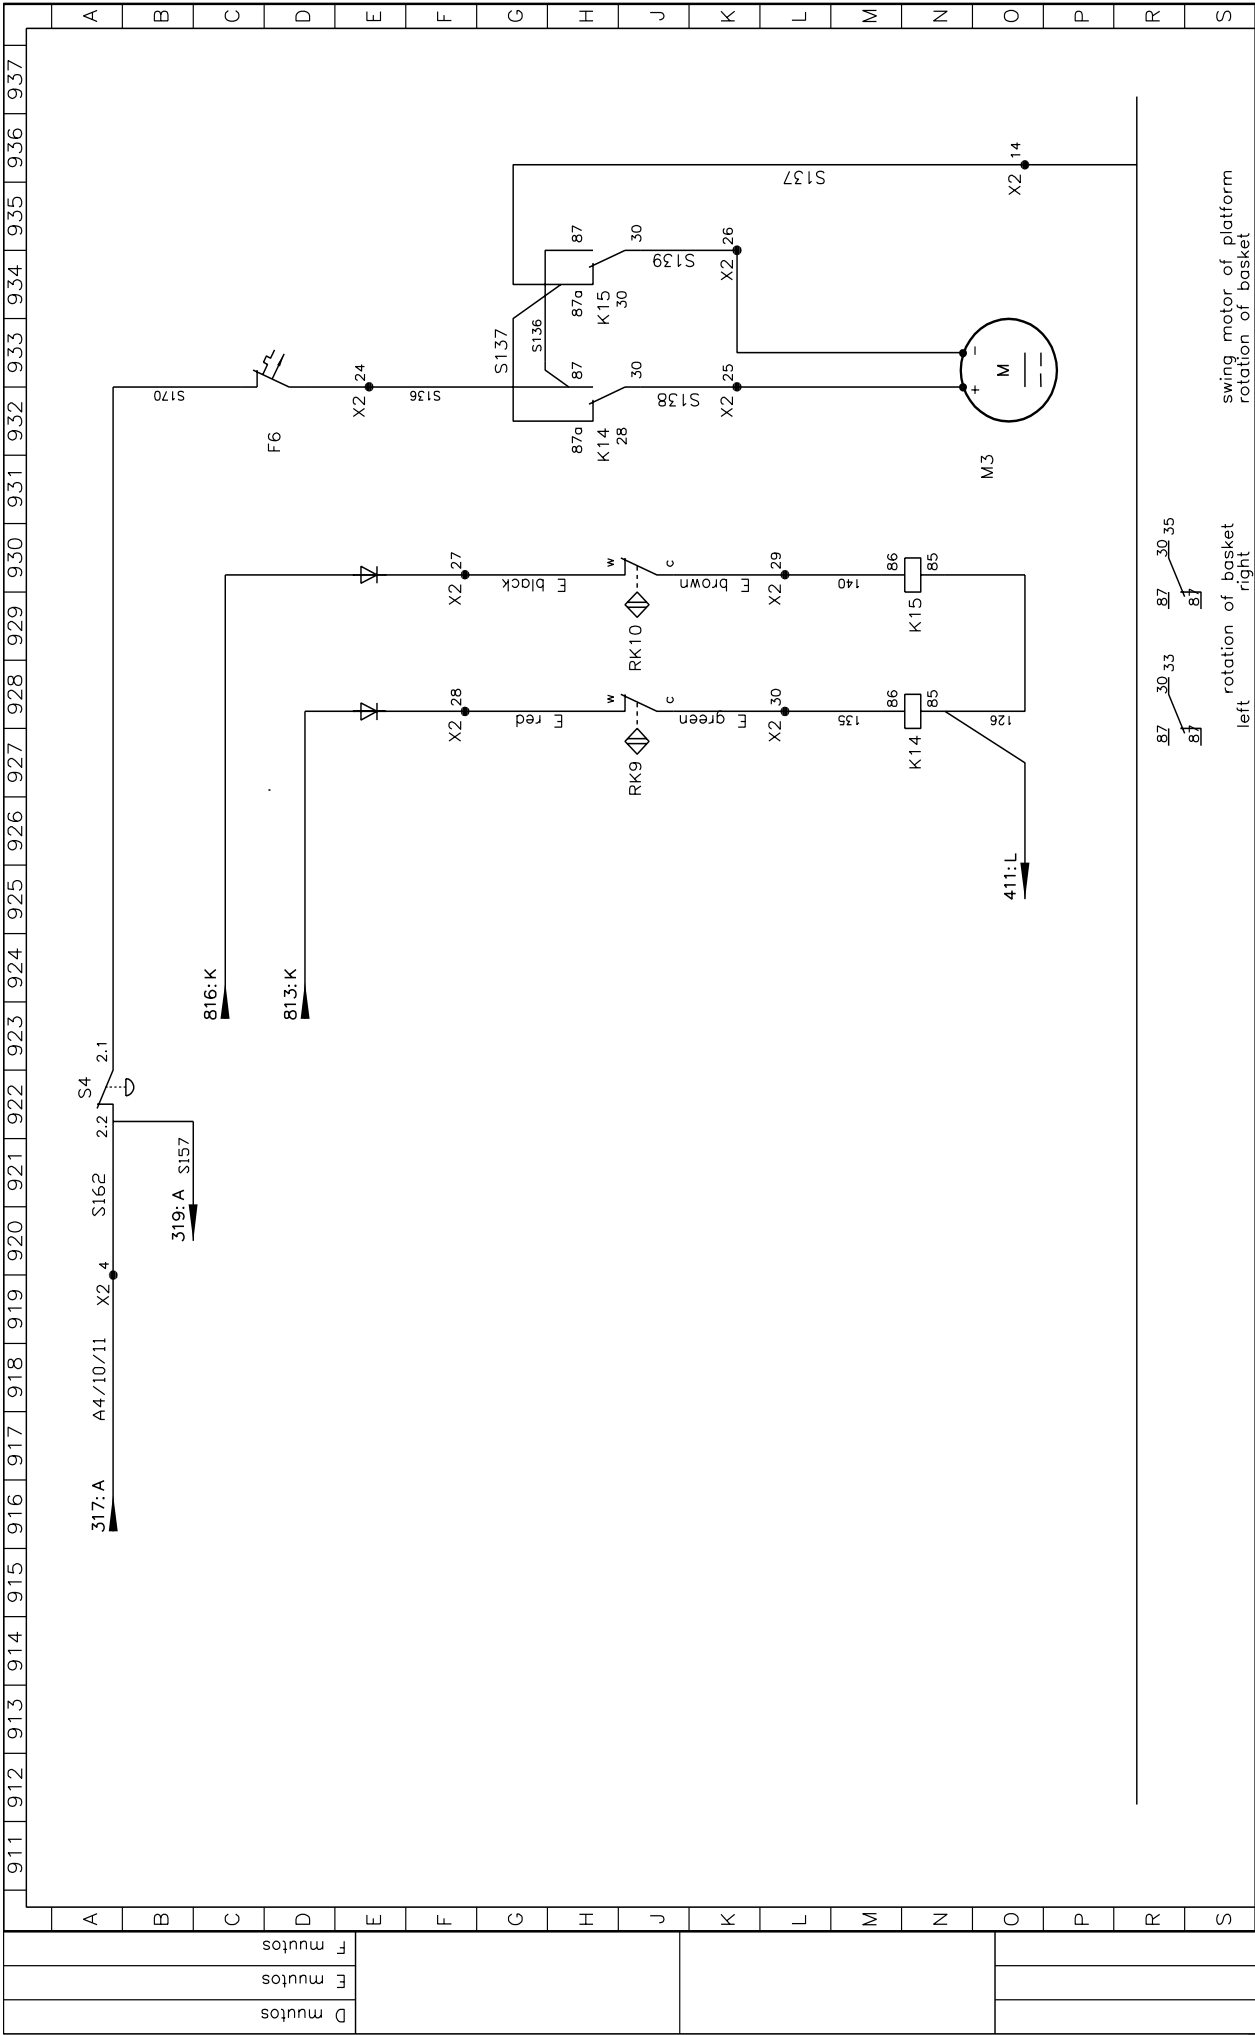 911 912 913 914 915 916 917 918 919 920 921 922 923 924 925 926 927 928 929 930 931 932 933 934 935 936 937
A A
B B
C C
D D
E E
F F
G G
H H
J J
K K
L L
M M
N N
O O
P P
R R
S S
317:A
A4/10/11
X2 4
S162
2.2 2.1
S4
319:A S157
816:K
813:K
S170
F6
X2 24
S136
S137
S136
87a 87
K14
28
30
87a 87
K15
30
30
S138
S139
X2 25
X2 26
S137
X2 14
+ -
M
M3
X2 28
E red
w
RK9
c
E green
X2 30
135
86
K14
85
126
X2 27
E black
w
RK10
c
E brown
X2 29
140
86
K15
85
411:L
87 30 33
87
87 30 35
87
left rotation of basket
right
swing motor of platform
rotation of basket
D muutos
E muutos
F muutos